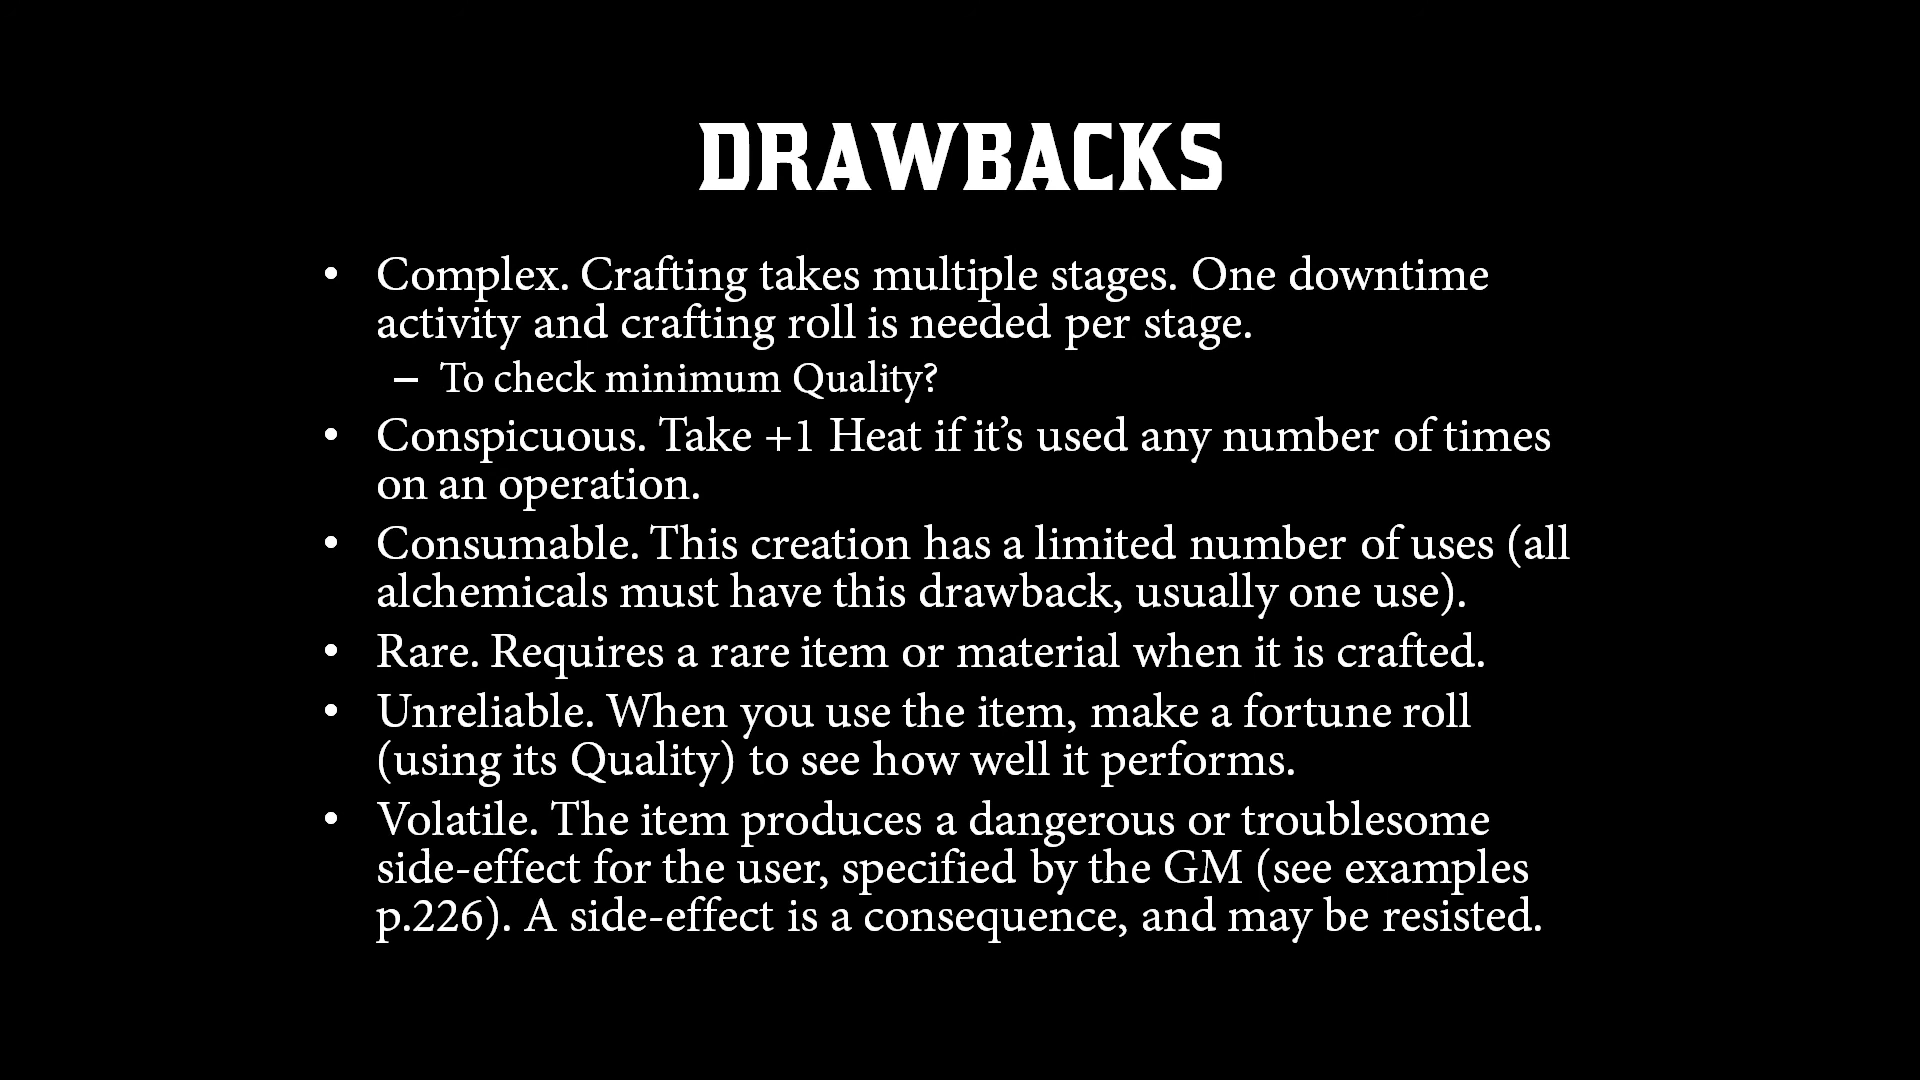 DRAWBACKS
• Complex. Crafting takes multiple stages. One downtime
activity and crafting roll is needed per stage.
– To check minimum Quality?
• Conspicuous. Take +1 Heat if it’s used any number of times
on an operation.
• Consumable. This creation has a limited number of uses (all
alchemicals must have this drawback, usually one use).
• Rare. Requires a rare item or material when it is crafted.
• Unreliable. When you use the item, make a fortune roll
(using its Quality) to see how well it performs.
• Volatile. The item produces a dangerous or troublesome
side-effect for the user, specified by the GM (see examples
p.226). A side-effect is a consequence, and may be resisted.